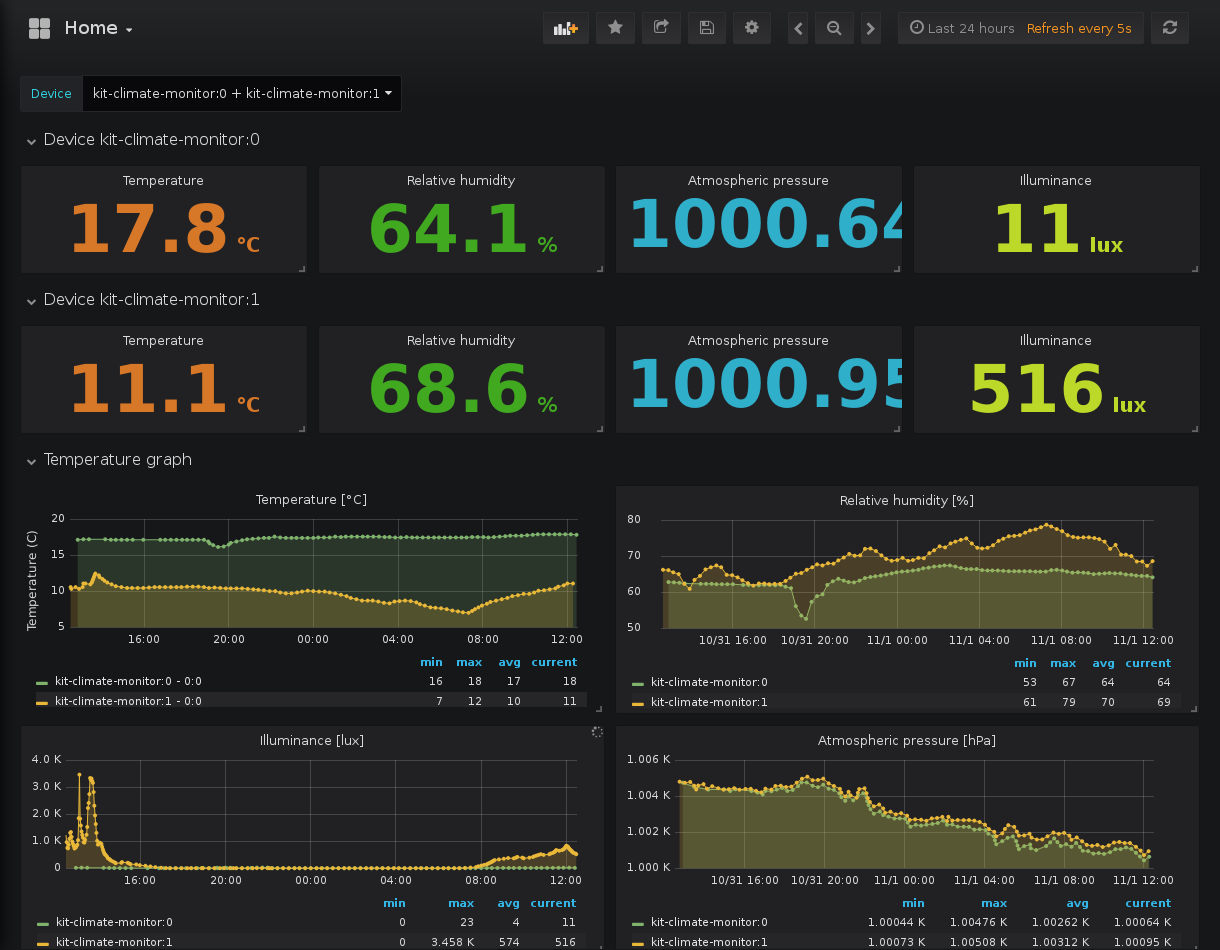 Home
Last 24 hours Refresh every 5s
Device kit-climate-monitor:0 + kit-climate-monitor:1
Device kit-climate-monitor:0
Temperature Relative humidity Atmospheric pressure Illuminance
17.8 °C 64.1 % 1000.64 11 lux
Device kit-climate-monitor:1
Temperature Relative humidity Atmospheric pressure Illuminance
11.1 °C 68.6 % 1000.95 516 lux
Temperature graph
Temperature [°C]
Temperature (C)
20
15
10
5
16:00 20:00 00:00 04:00 08:00 12:00
min max avg current
kit-climate-monitor:0 - 0:0 16 18 17 18
kit-climate-monitor:1 - 0:0 7 12 10 11
Relative humidity [%]
80
70
60
50
10/31 16:00 10/31 20:00 11/1 00:00 11/1 04:00 11/1 08:00 11/1 12:00
min max avg current
kit-climate-monitor:0 53 67 64 64
kit-climate-monitor:1 61 79 70 69
Illuminance [lux]
4.0 K
3.0 K
2.0 K
1.0 K
0
16:00 20:00 00:00 04:00 08:00 12:00
min max avg current
kit-climate-monitor:0 0 23 4 11
kit-climate-monitor:1 0 3.458 K 574 516
Atmospheric pressure [hPa]
1.006 K
1.004 K
1.002 K
1.000 K
10/31 16:00 10/31 20:00 11/1 00:00 11/1 04:00 11/1 08:00 11/1 12:00
min max avg current
kit-climate-monitor:0 1.00044 K 1.00476 K 1.00262 K 1.00064 K
kit-climate-monitor:1 1.00073 K 1.00508 K 1.00312 K 1.00095 K